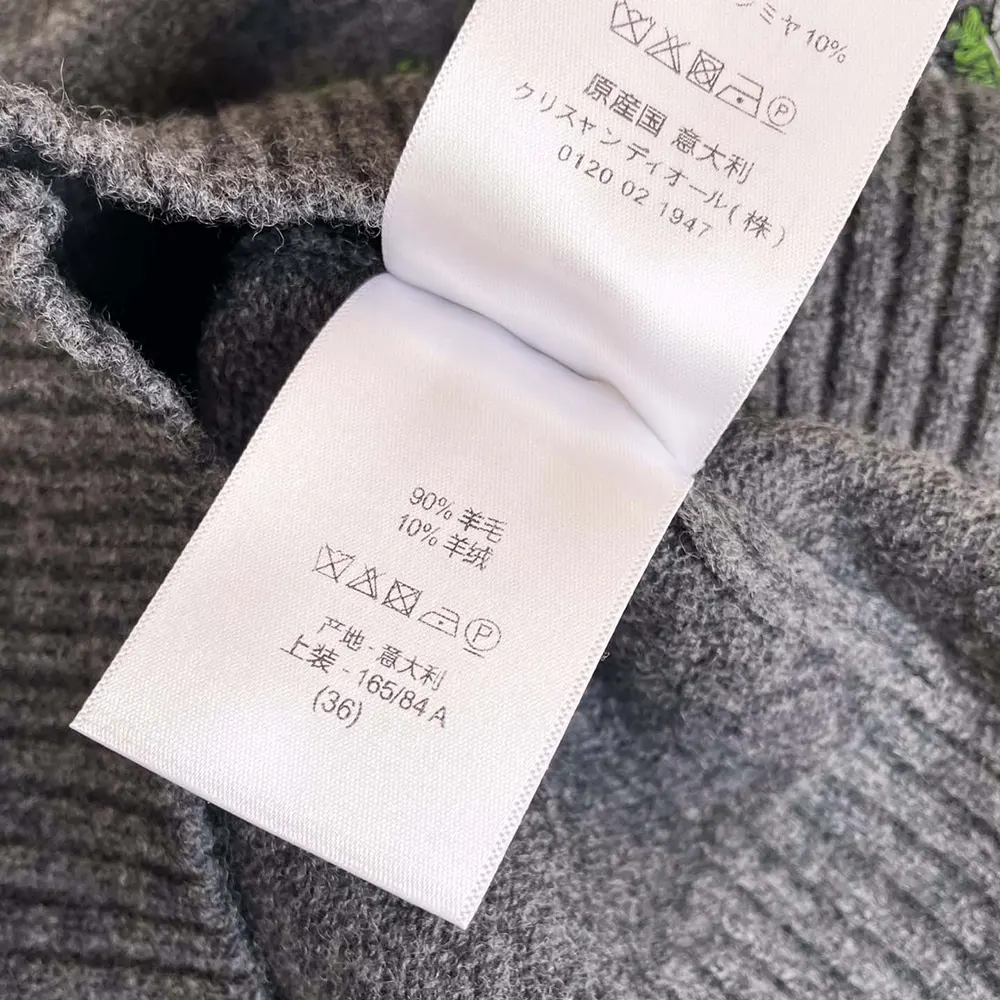 ミヤ10%
P
原産国 意大利
クリスャンディオール(株)
0120 02 1947
90% 羊毛
10% 羊绒
P
产地 - 意大利
上装 - 165/84 A
(36)